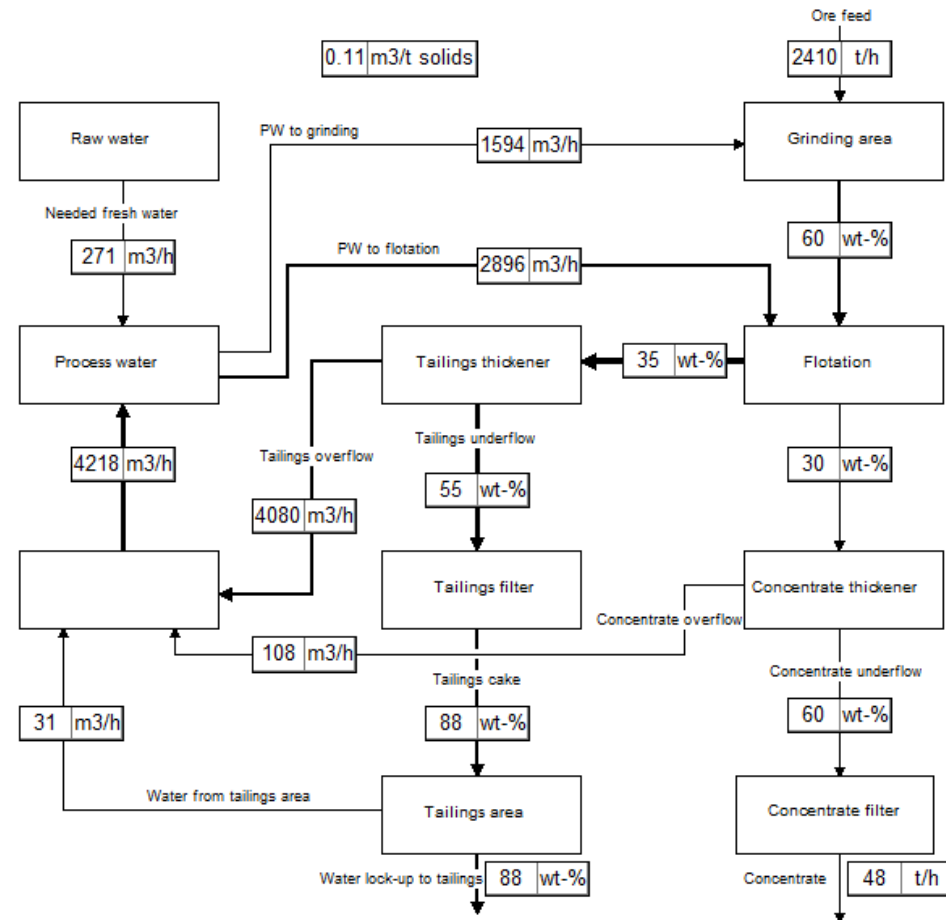 Ore feed
0.11 m3/t solids
2410 t/h
Raw water
PW to grinding
1594 m3/h
Grinding area
Needed fresh water
271 m3/h
PW to flotation
2896 m3/h
60 wt-%
Process water
Tailings thickener
35 wt-%
Flotation
4218 m3/h
Tailings overflow
Tailings underflow
55 wt-%
30 wt-%
4080 m3/h
Tailings filter
Concentrate thickener
Concentrate overflow
108 m3/h
Tailings cake
Concentrate underflow
31 m3/h
88 wt-%
60 wt-%
Water from tailings area
Tailings area
Concentrate filter
Water lock-up to tailings
88 wt-%
Concentrate
48 t/h